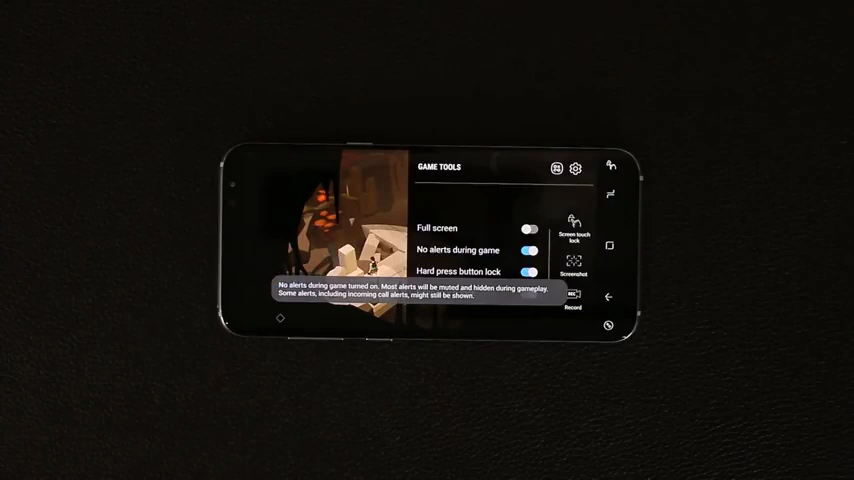 GAME TOOLS
Full screen
No alerts during game
Hard press button lock
Screen touch
lock
Screenshot
REC
Record
No alerts during game turned on. Most alerts will be muted and hidden during gameplay.
Some alerts, including incoming call alerts, might still be shown.